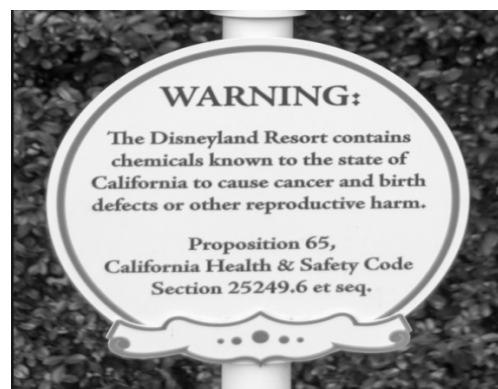 WARNING:
The Disneyland Resort contains
chemicals known to the state of
California to cause cancer and birth
defects or other reproductive harm.
Proposition 65,
California Health & Safety Code
Section 25249.6 et seq.